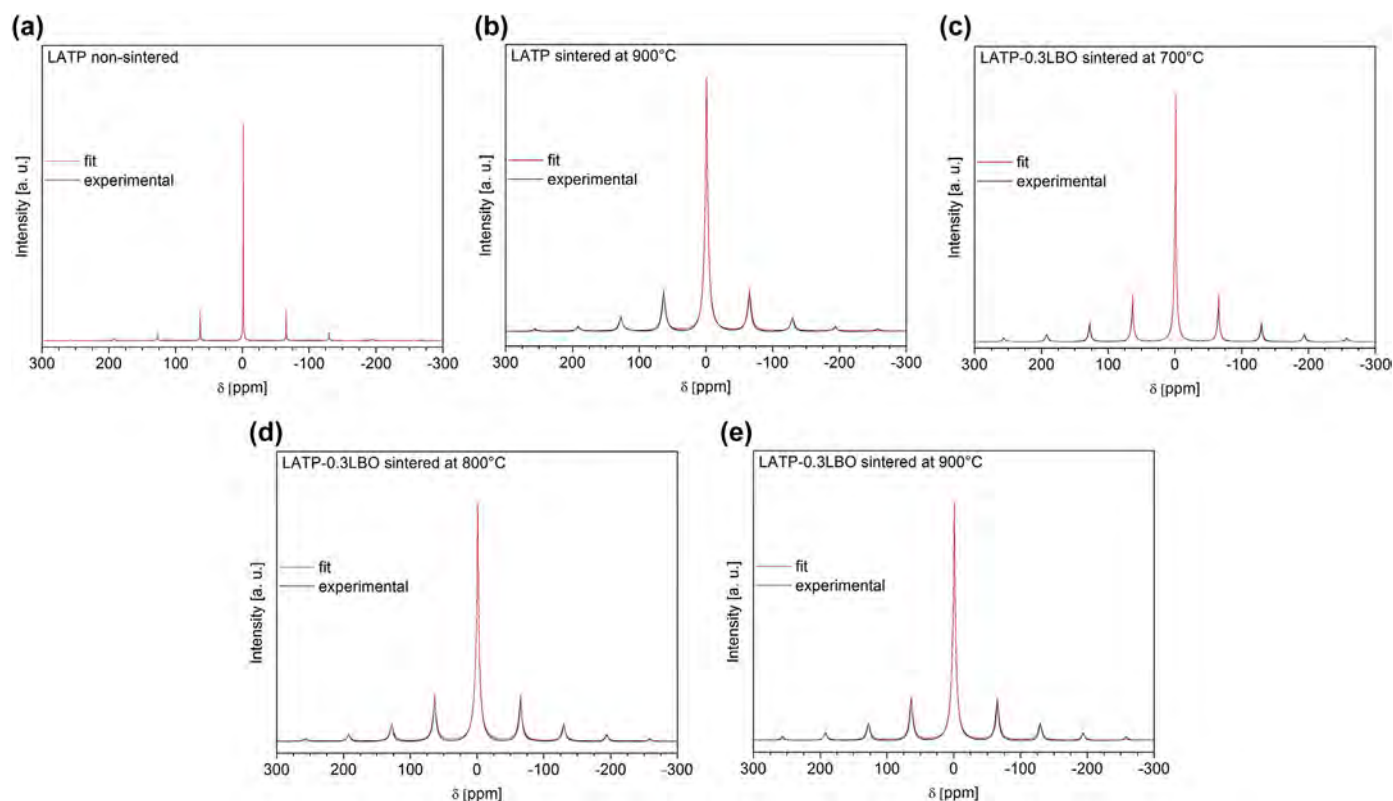 (a)
LATP non-sintered
fit
experimental
Intensity [a. u.]
300 200 100 0 -100 -200 -300
δ [ppm]
(b)
LATP sintered at 900°C
fit
experimental
Intensity [a. u.]
300 200 100 0 -100 -200 -300
δ [ppm]
(c)
LATP-0.3LBO sintered at 700°C
fit
experimental
Intensity [a. u.]
300 200 100 0 -100 -200 -300
δ [ppm]
(d)
LATP-0.3LBO sintered at 800°C
fit
experimental
Intensity [a. u.]
300 200 100 0 -100 -200 -300
δ [ppm]
(e)
LATP-0.3LBO sintered at 900°C
fit
experimental
Intensity [a. u.]
300 200 100 0 -100 -200 -300
δ [ppm]